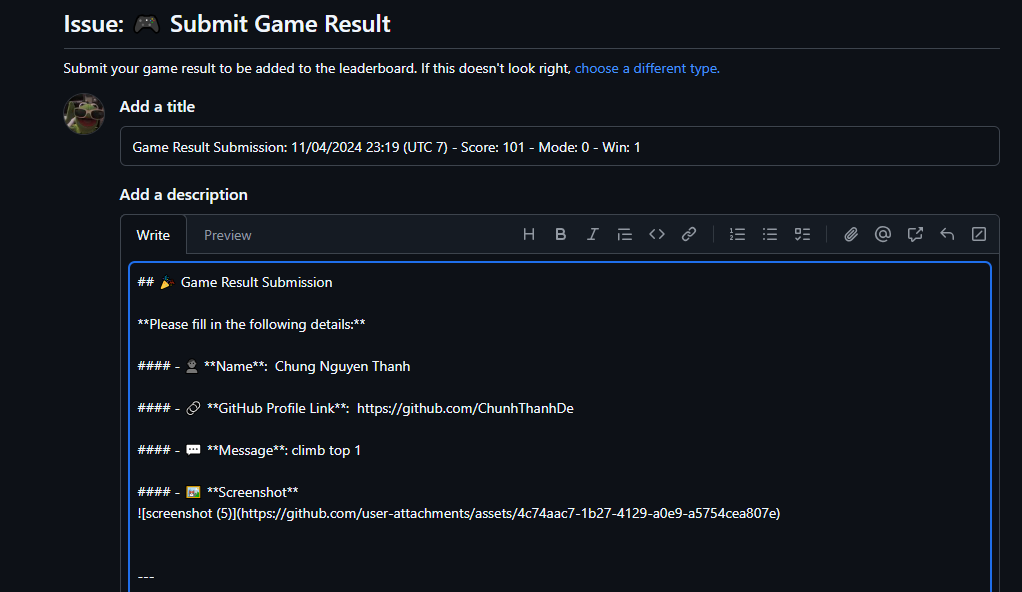 Issue: 🎮 Submit Game Result
Submit your game result to be added to the leaderboard. If this doesn't look right, choose a different type.
Add a title
Game Result Submission: 11/04/2024 23:19 (UTC 7) - Score: 101 - Mode: 0 - Win: 1
Add a description
Write Preview
## 🎉 Game Result Submission
**Please fill in the following details:**
#### - 👤 **Name**:  Chung Nguyen Thanh
#### - 🔗 **GitHub Profile Link**:  https://github.com/ChunhThanhDe
#### - 💬 **Message**: climb top 1
#### - 🖼️ **Screenshot**
![screenshot (5)](https://github.com/user-attachments/assets/4c74aac7-1b27-4129-a0e9-a5754cea807e)
---